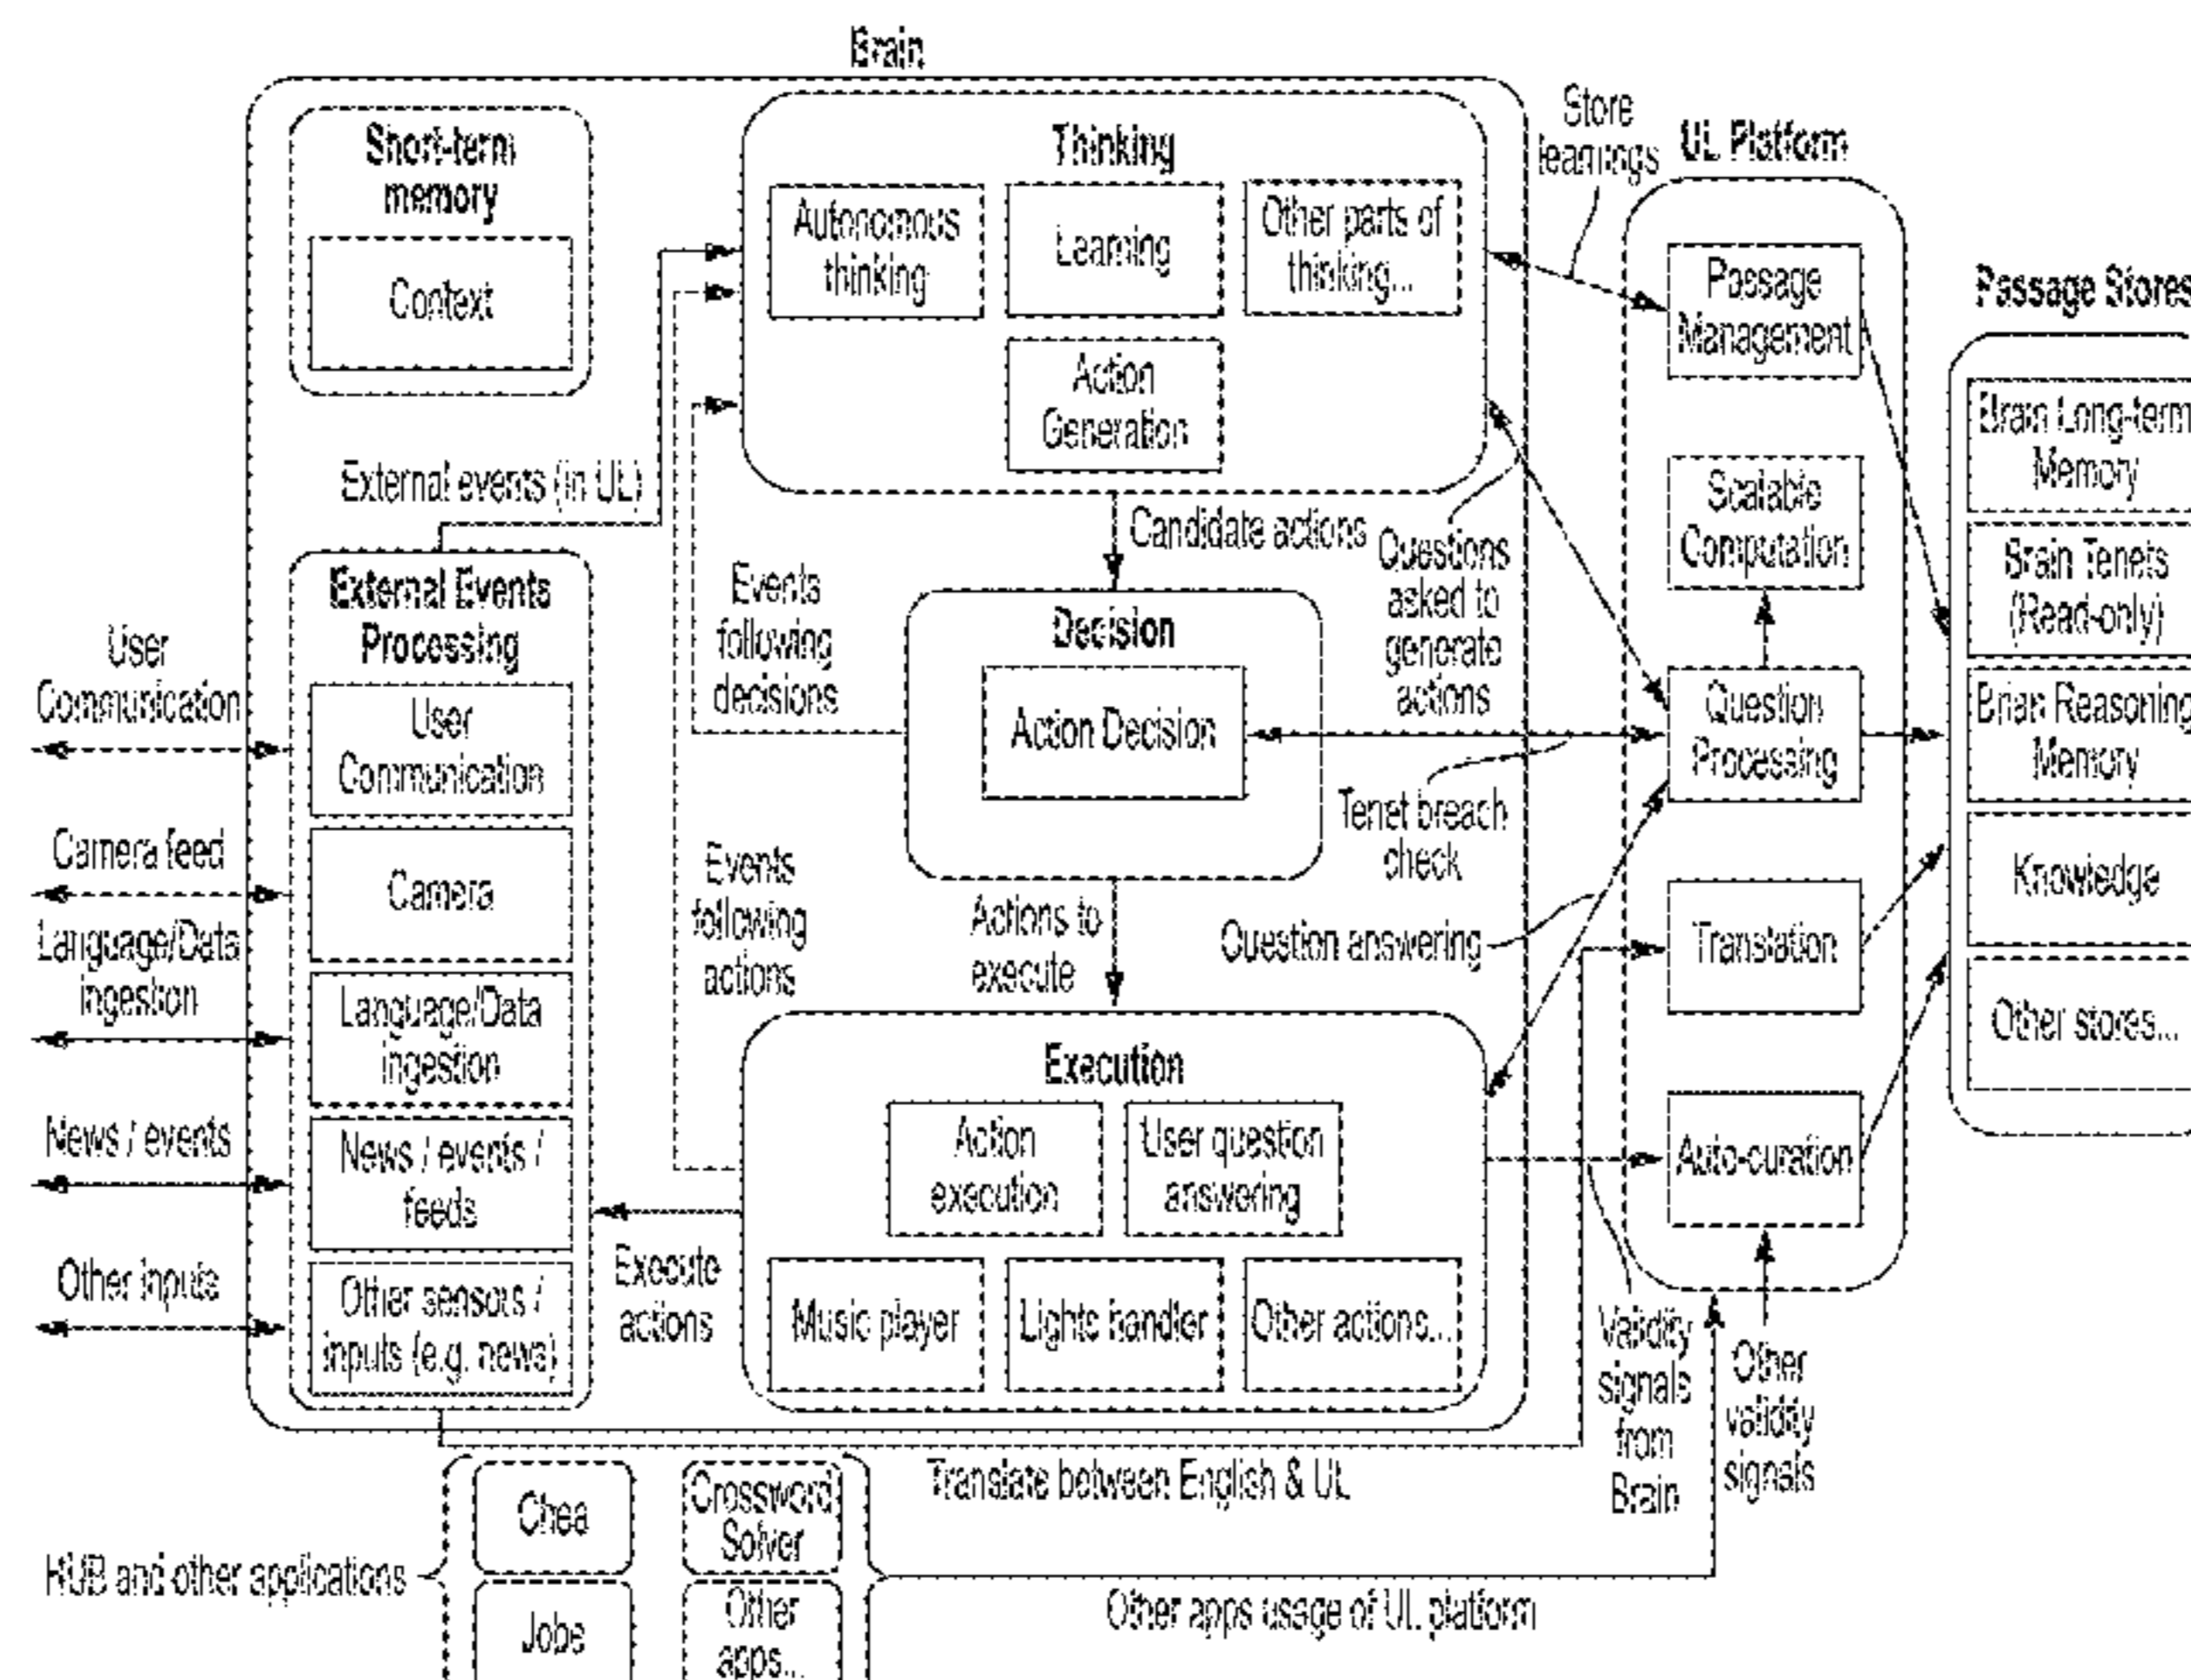 Brain
Short-term
memory
Context
Thinking
Autonomous
thinking
Learning
Other parts of
thinking...
Action
Generation
Store
learnings
UL Platform
Passage
Management
Scalable
Computation
Question
Processing
Translation
Auto-curation
Passage Stores
Brain Long-term
Memory
Brain Tenets
(Read-only)
Brian Reasoning
Memory
Knowledge
Other stores...
External events (in UL)
Candidate actions
Questions
asked to
generate
actions
Events
following
decisions
Decision
Action Decision
Tenet breach
check
Events
following
actions
Actions to
execute
Question answering
User
Communication
Camera feed
Language/Data
ingestion
News / events
Other inputs
External Events
Processing
User
Communication
Camera
Language/Data
ingestion
News / events /
feeds
Other sensors /
inputs (e.g. news)
Execute
actions
Execution
Action
execution
User question
answering
Music player
Lights handler
Other actions...
Validity
signals
from
Brain
Other
validity
signals
Translate between English & UL
HUB and other applications
Chea
Crossword
Solver
Jobs
Other
apps...
Other apps usage of UL platform